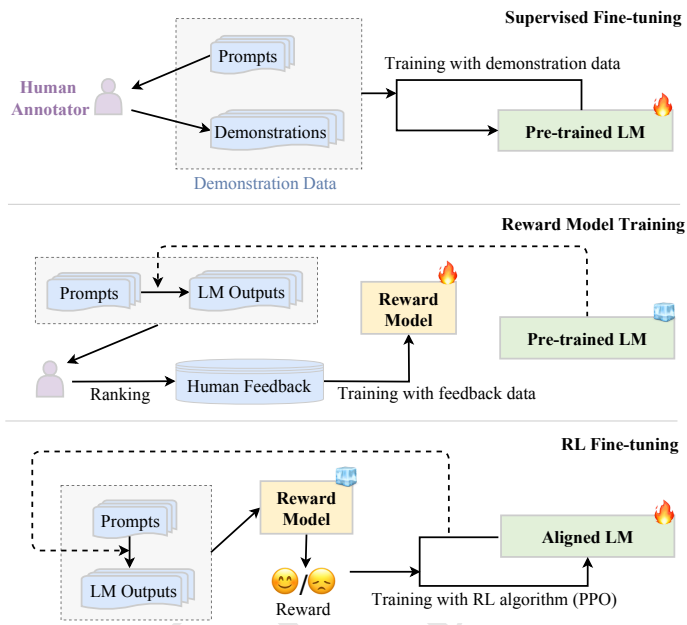 Supervised Fine-tuning
Prompts
Training with demonstration data
Human
Annotator
Demonstrations
Pre-trained LM
Demonstration Data
Reward Model Training
Prompts
LM Outputs
Reward
Model
Pre-trained LM
Ranking
Human Feedback
Training with feedback data
RL Fine-tuning
Reward
Model
Prompts
Aligned LM
LM Outputs
/
Reward
Training with RL algorithm (PPO)